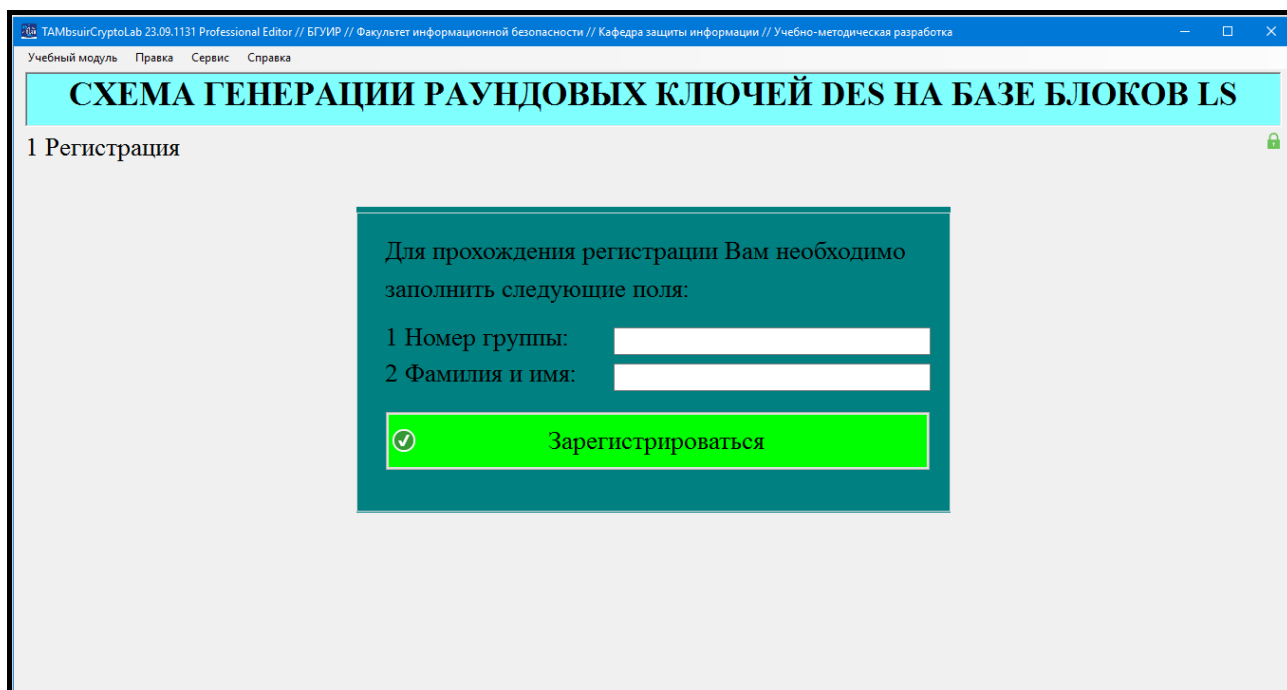 TAMbsuirCryptoLab 23.09.1131 Professional Editor // БГУИР // Факультет информационной безопасности // Кафедра защиты информации // Учебно-методическая разработка
Учебный модуль Правка Сервис Справка
СХЕМА ГЕНЕРАЦИИ РАУНДОВЫХ КЛЮЧЕЙ DES НА БАЗЕ БЛОКОВ LS
1 Регистрация
Для прохождения регистрации Вам необходимо
заполнить следующие поля:
1 Номер группы:
2 Фамилия и имя:
Зарегистрироваться